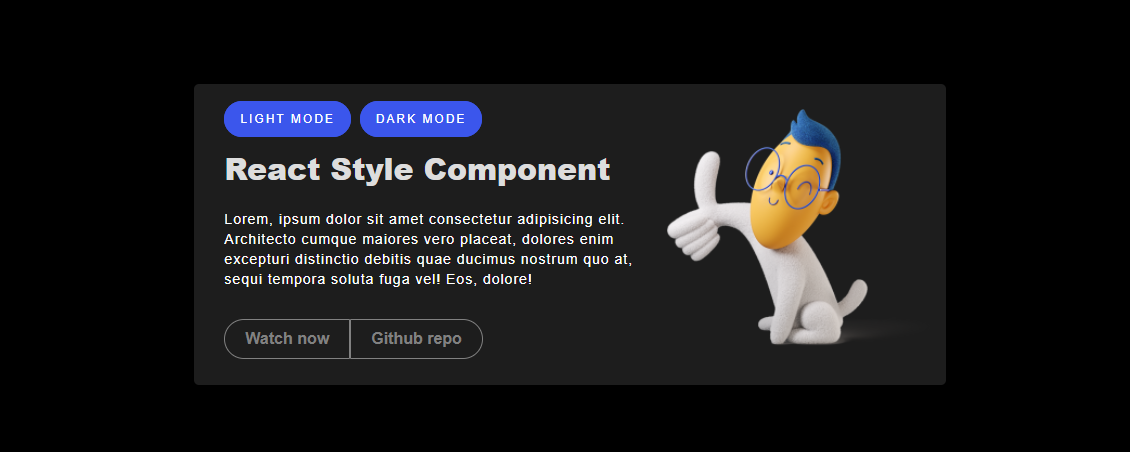 LIGHT MODE DARK MODE
React Style Component
Lorem, ipsum dolor sit amet consectetur adipisicing elit.
Architecto cumque maiores vero placeat, dolores enim
excepturi distinctio debitis quae ducimus nostrum quo at,
sequi tempora soluta fuga vel! Eos, dolore!
Watch now Github repo